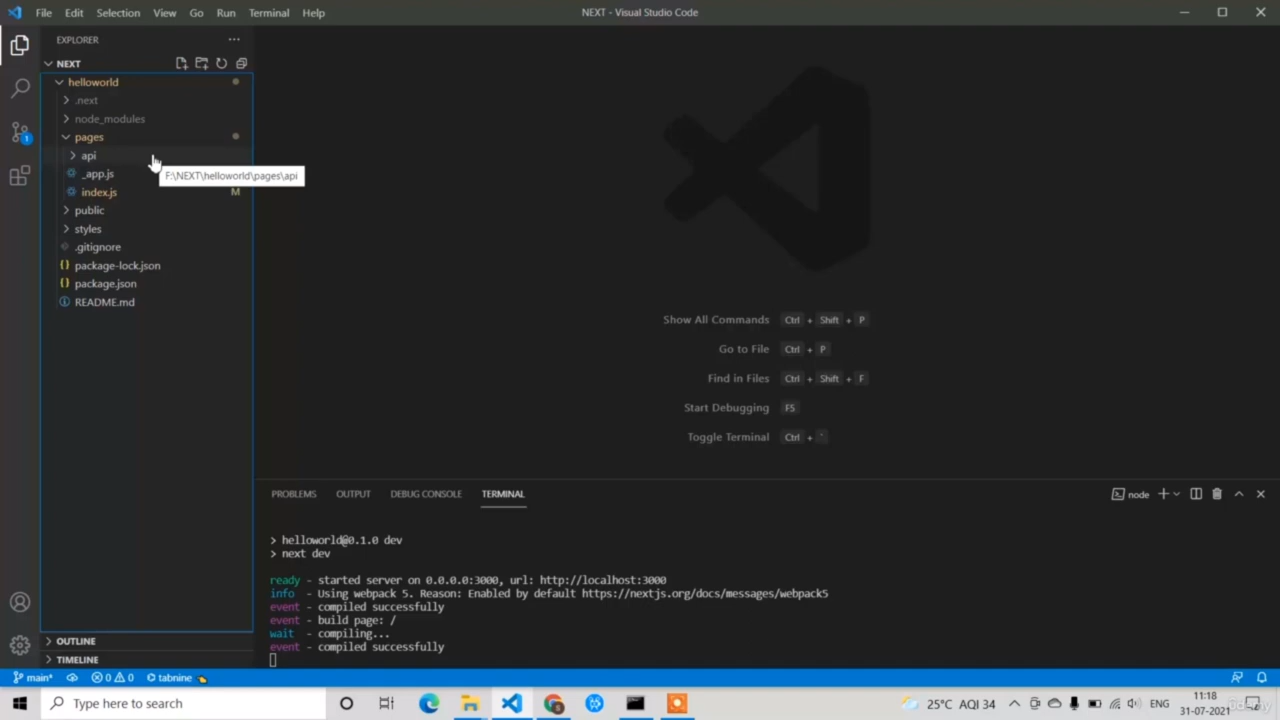 File Edit Selection View Go Run Terminal Help
NEXT - Visual Studio Code
EXPLORER
NEXT
helloworld
.next
node_modules
pages
api
F:\NEXT\helloworld\pages\api
_app.js
index.js M
public
styles
.gitignore
package-lock.json
package.json
README.md
OUTLINE
TIMELINE
Show All Commands Ctrl + Shift + P
Go to File Ctrl + P
Find in Files Ctrl + Shift + F
Start Debugging F5
Toggle Terminal Ctrl + `
PROBLEMS OUTPUT DEBUG CONSOLE TERMINAL
node
> helloworld@0.1.0 dev
> next dev
ready - started server on 0.0.0.0:3000, url: http://localhost:3000
info - Using webpack 5. Reason: Enabled by default https://nextjs.org/docs/messages/webpack5
event - compiled successfully
event - build page: /
wait - compiling...
event - compiled successfully
1
main* 0 0 tabnine
Type here to search
25°C AQI 34
ENG
11:18
31-07-2021
Udemy